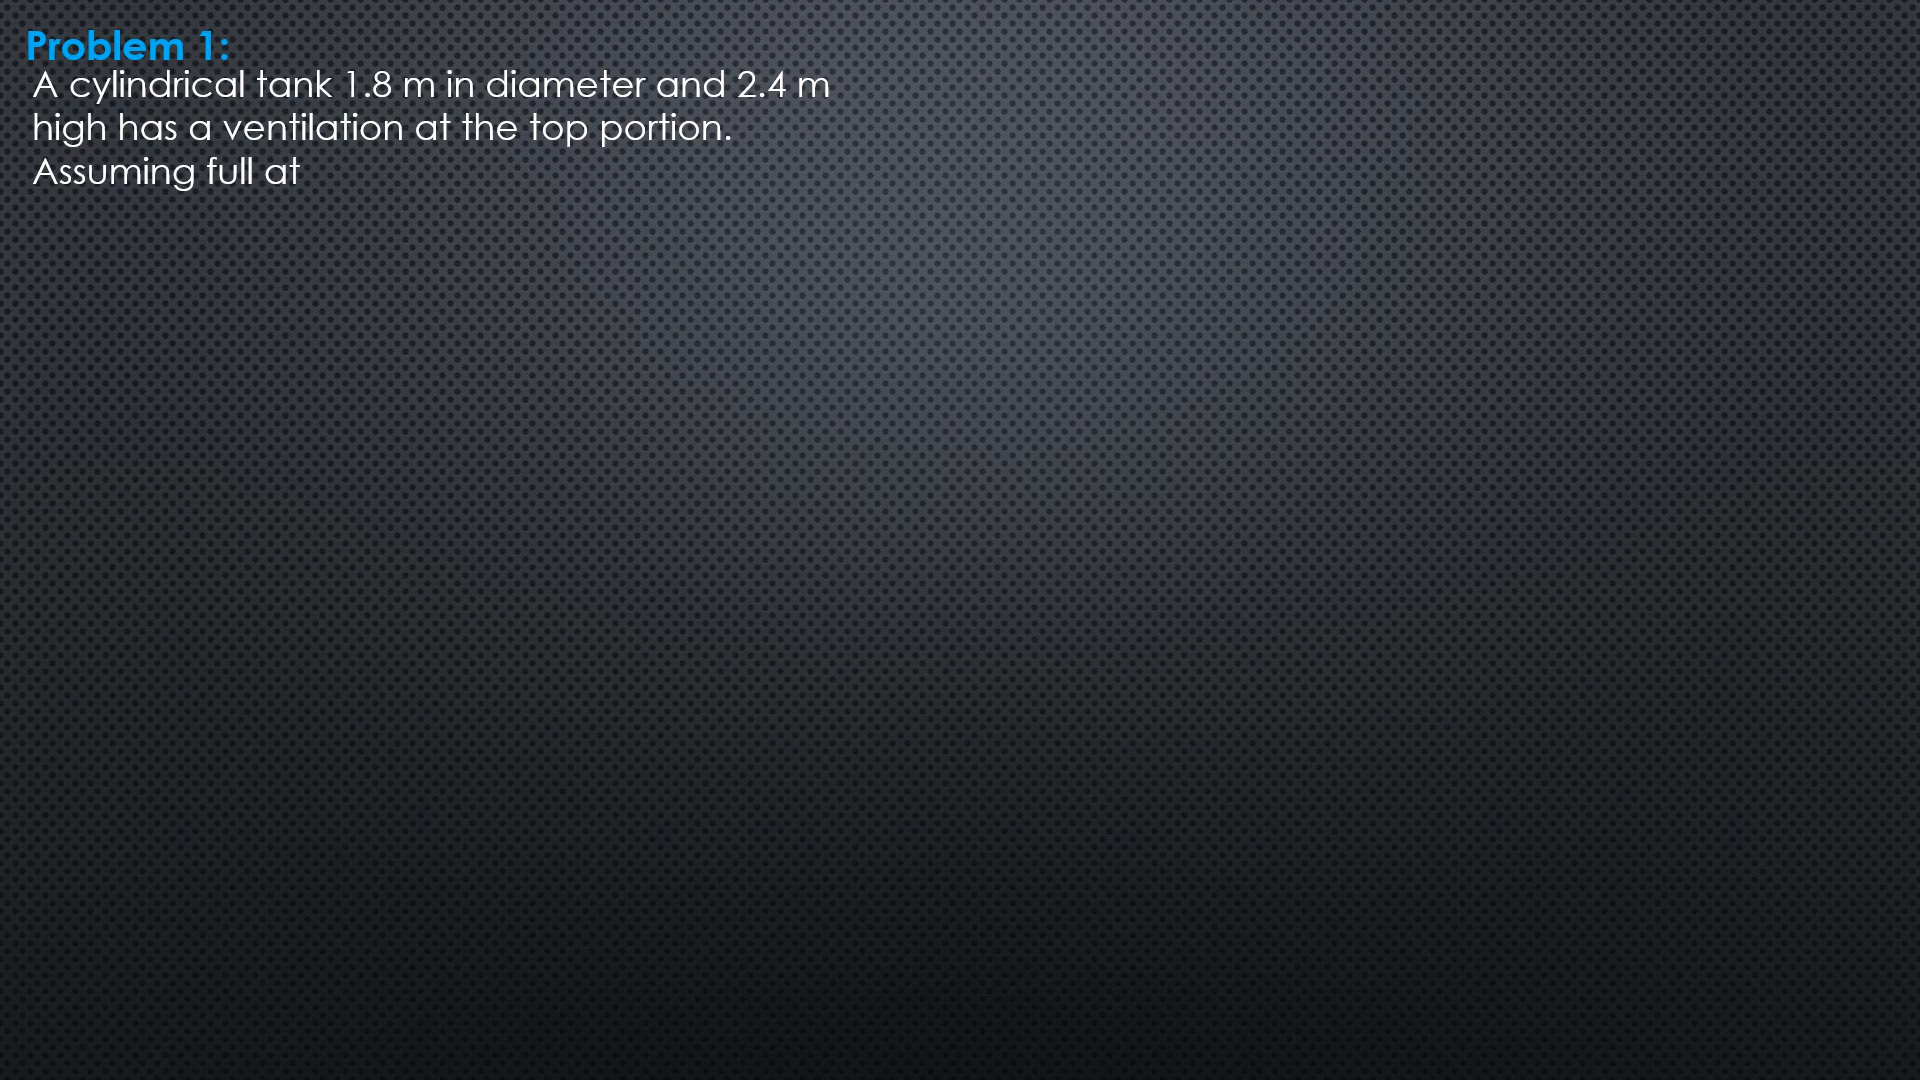 Problem 1:
A cylindrical tank 1.8 m in diameter and 2.4 m
high has a ventilation at the top portion.
Assuming full at